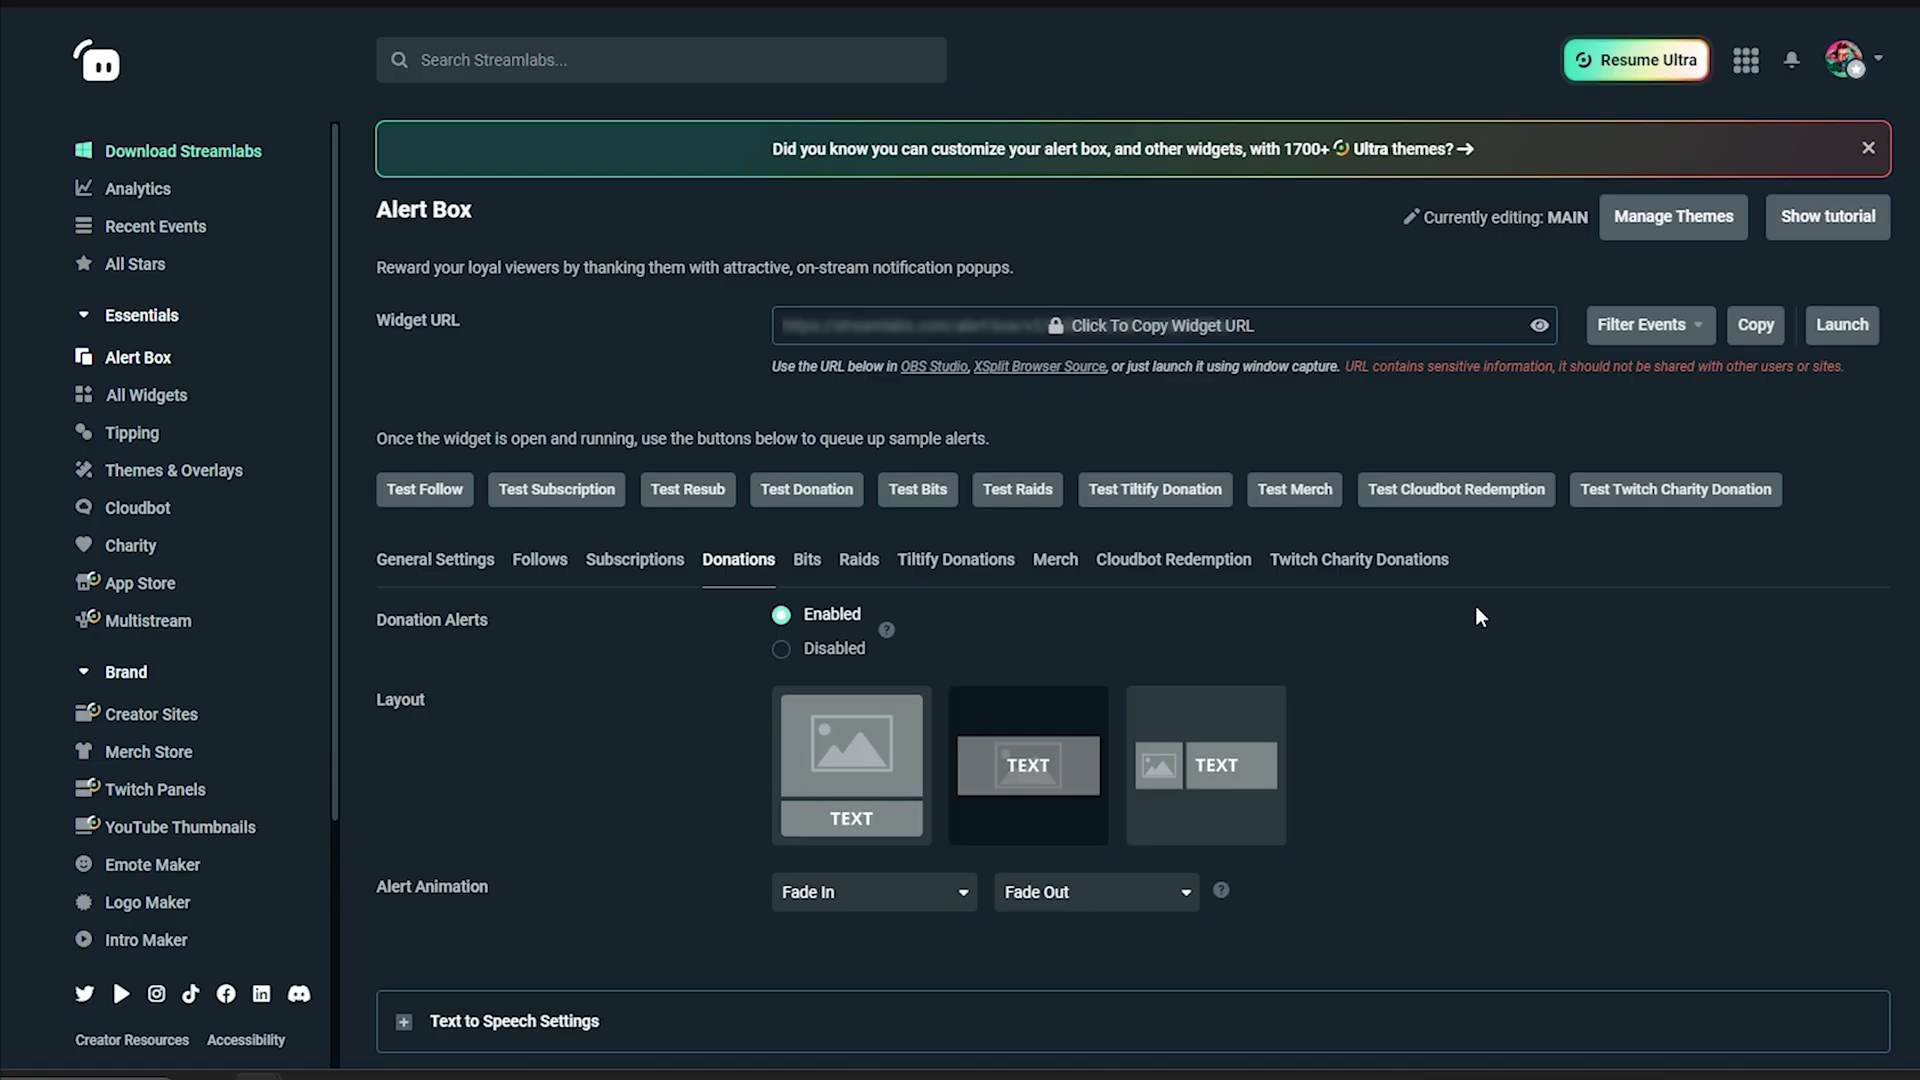 Search Streamlabs...
Resume Ultra
Download Streamlabs
Analytics
Recent Events
All Stars
Essentials
Alert Box
All Widgets
Tipping
Themes & Overlays
Cloudbot
Charity
App Store
Multistream
Brand
Creator Sites
Merch Store
Twitch Panels
YouTube Thumbnails
Emote Maker
Logo Maker
Intro Maker
Creator Resources Accessibility
Did you know you can customize your alert box, and other widgets, with 1700+ Ultra themes? →
Alert Box
Currently editing: MAIN
Manage Themes
Show tutorial
Reward your loyal viewers by thanking them with attractive, on-stream notification popups.
Widget URL
Click To Copy Widget URL
Filter Events
Copy
Launch
Use the URL below in OBS Studio, XSplit Browser Source, or just launch it using window capture. URL contains sensitive information, it should not be shared with other users or sites.
Once the widget is open and running, use the buttons below to queue up sample alerts.
Test Follow Test Subscription Test Resub Test Donation Test Bits Test Raids Test Tiltify Donation Test Merch Test Cloudbot Redemption Test Twitch Charity Donation
General Settings Follows Subscriptions Donations Bits Raids Tiltify Donations Merch Cloudbot Redemption Twitch Charity Donations
Donation Alerts
Enabled
Disabled
Layout
TEXT
TEXT
TEXT
Alert Animation
Fade In
Fade Out
Text to Speech Settings